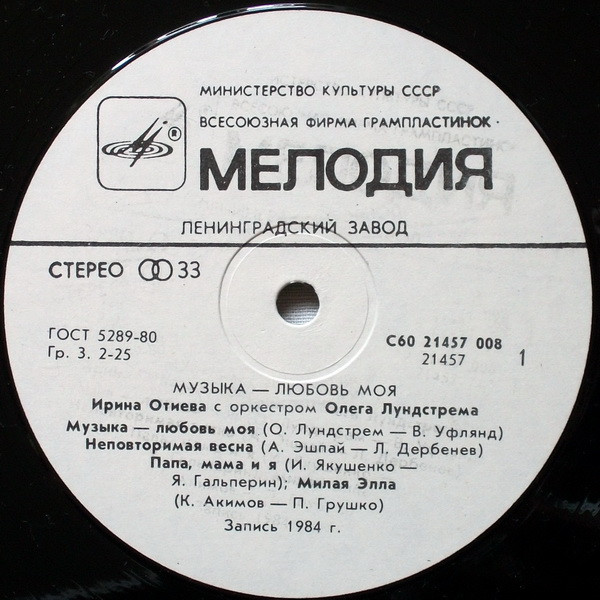 МИНИСТЕРСТВО КУЛЬТУРЫ СССР
ВСЕСОЮЗНАЯ ФИРМА ГРАМПЛАСТИНОК ·
®
МЕЛОДИЯ
ЛЕНИНГРАДСКИЙ ЗАВОД
СТЕРЕО 33
ГОСТ 5289-80
Гр. 3. 2-25
С60 21457 008
21457
1
МУЗЫКА — ЛЮБОВЬ МОЯ
Ирина Отиева с оркестром Олега Лундстрема
Музыка — любовь моя (О. Лундстрем — В. Уфлянд)
Неповторимая весна (А. Эшпай — Л. Дербенев)
Папа, мама и я (И. Якушенко —
Я. Гальперин); Милая Элла
(К. Акимов — П. Грушко)
Запись 1984 г.